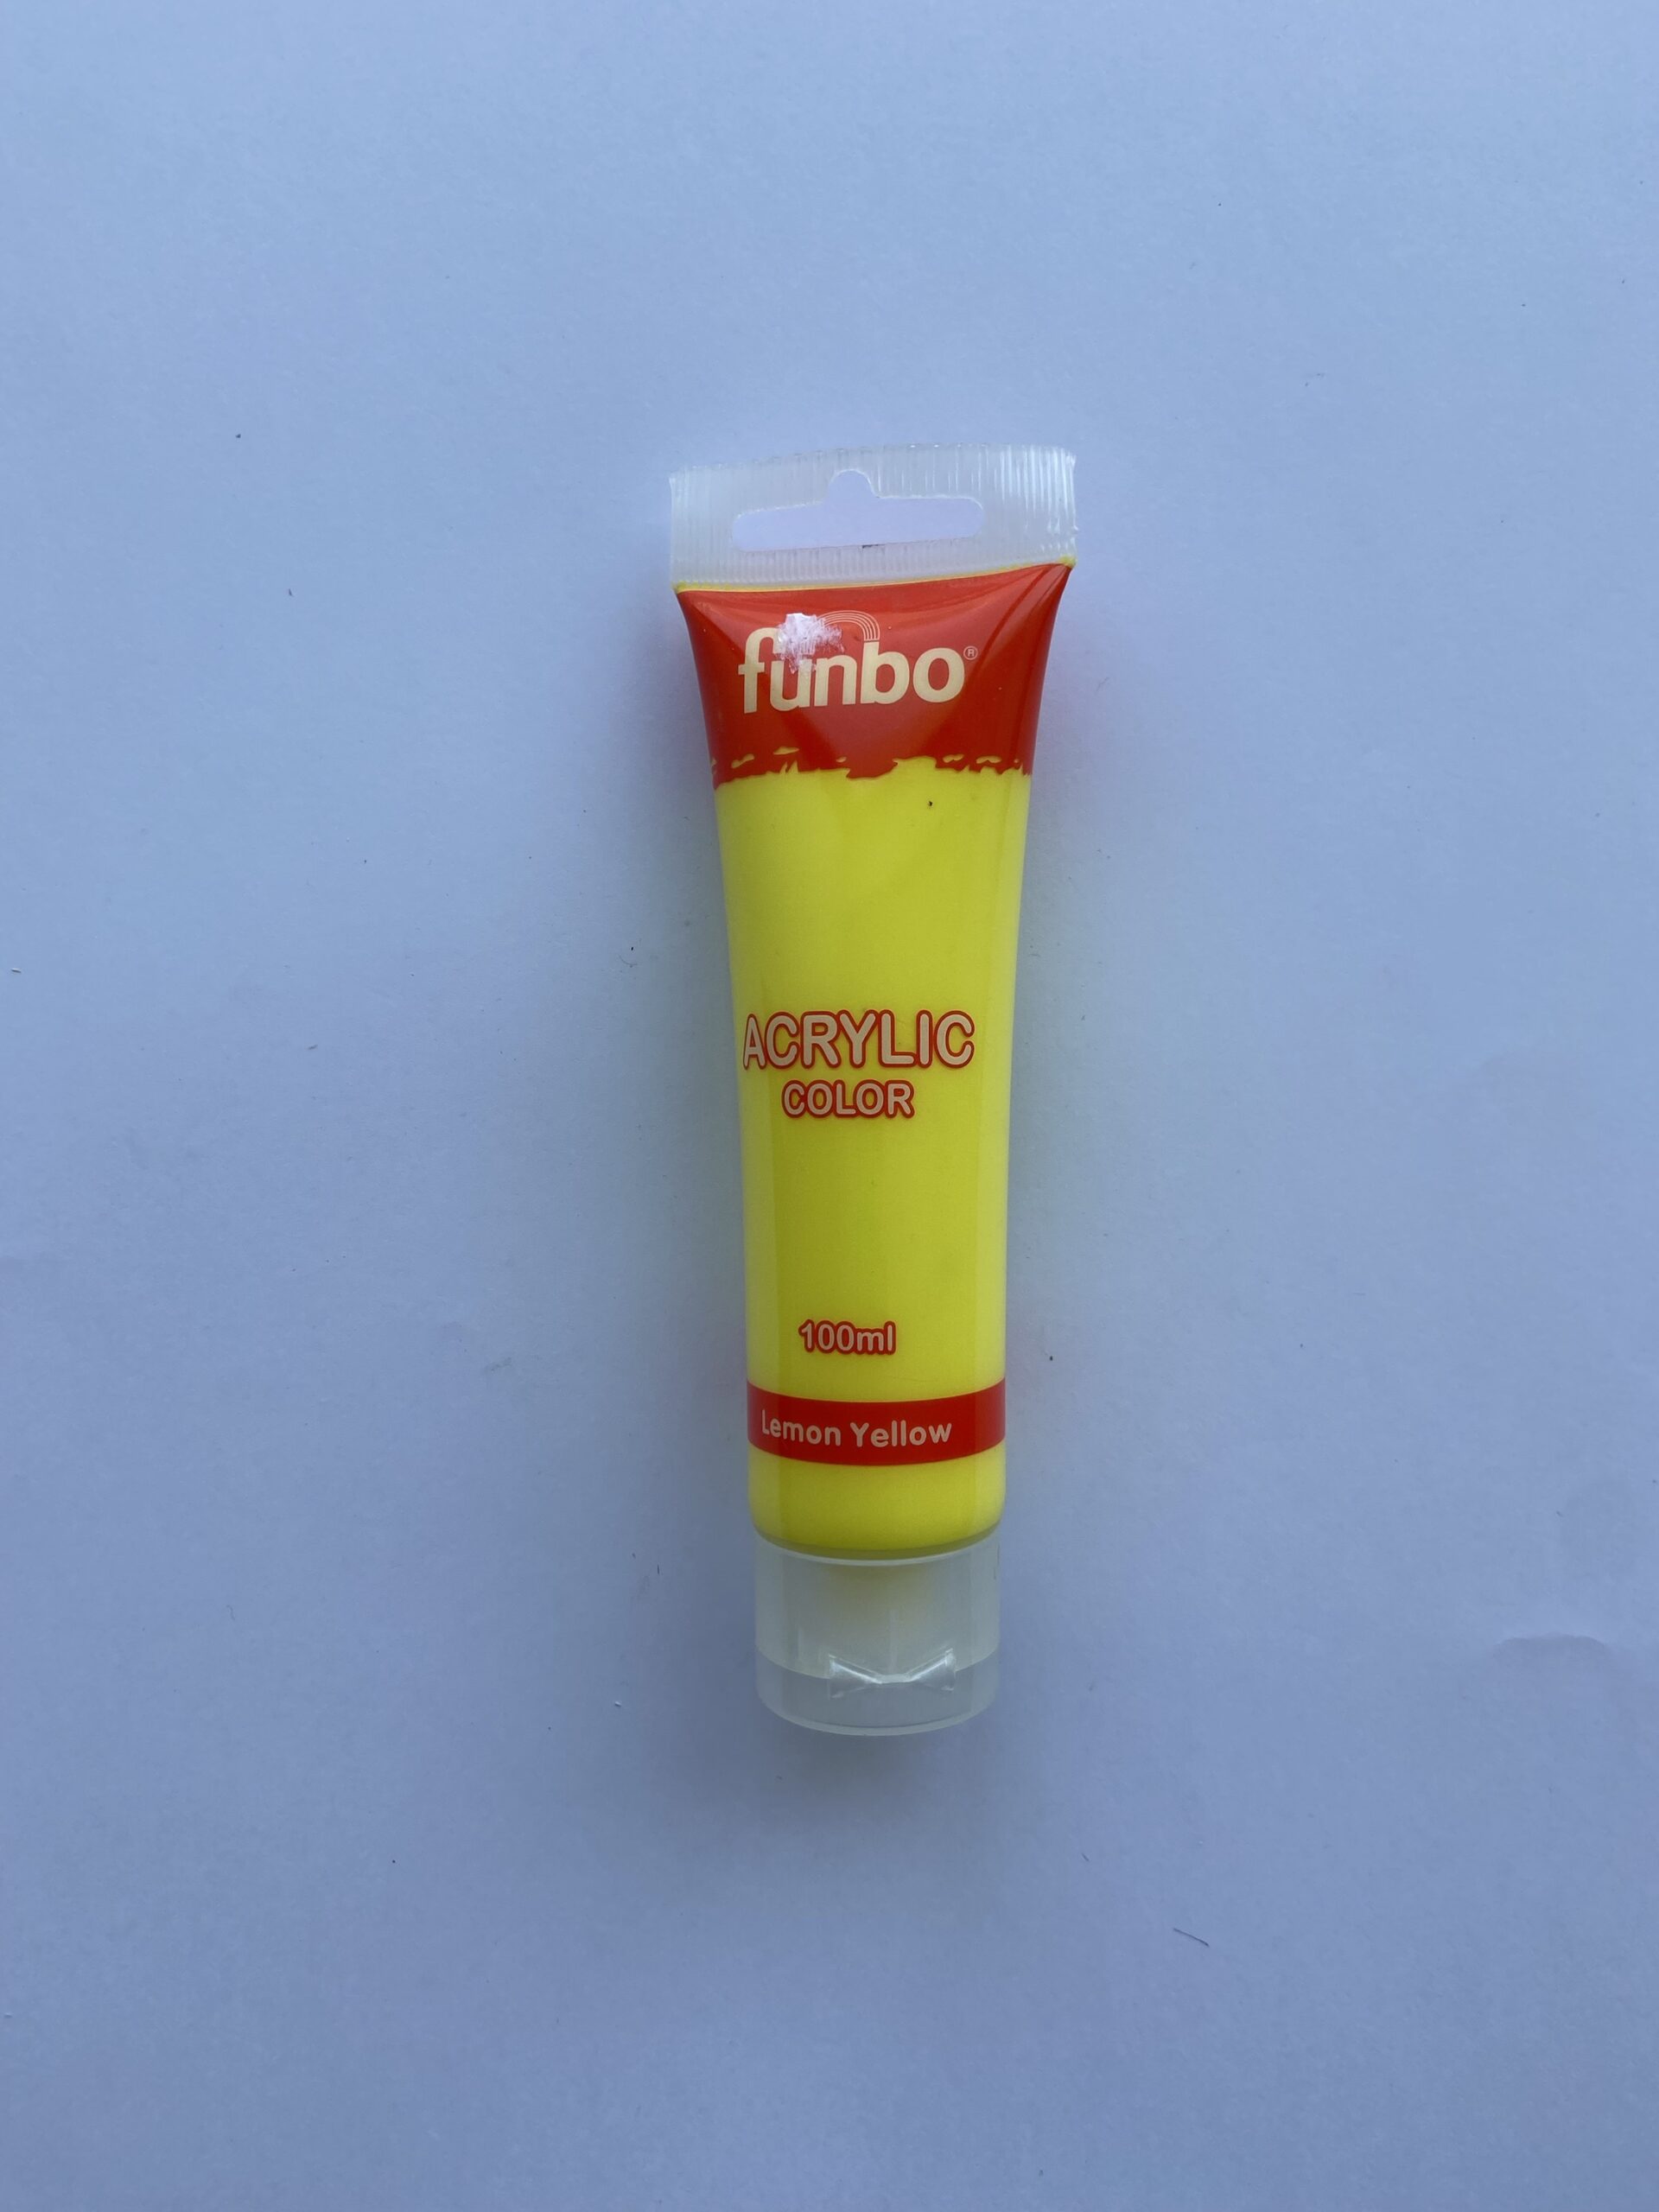 funbo®
ACRYLIC
COLOR
100ml
Lemon Yellow